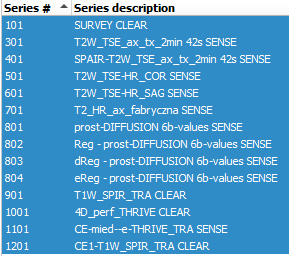 Series # Series description
101 SURVEY CLEAR
301 T2W_TSE_ax_tx_2min 42s SENSE
401 SPAIR-T2W_TSE_ax_tx_2min 42s SENSE
501 T2W_TSE-HR_COR SENSE
601 T2W_TSE-HR_SAG SENSE
701 T2_HR_ax_fabryczna SENSE
801 prost-DIFFUSION 6b-values SENSE
802 Reg - prost-DIFFUSION 6b-values SENSE
803 dReg - prost-DIFFUSION 6b-values SENSE
804 eReg - prost-DIFFUSION 6b-values SENSE
901 T1W_SPIR_TRA CLEAR
1001 4D_perf_THRIVE CLEAR
1101 CE-mied--e-THRIVE_TRA SENSE
1201 CE1-T1W_SPIR_TRA CLEAR